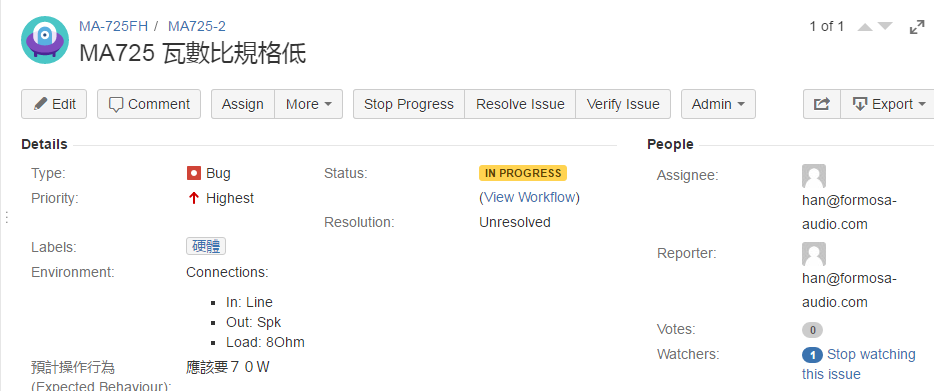 MA-725FH / MA725-2
1 of 1
MA725 瓦數比規格低
Edit Comment Assign More Stop Progress Resolve Issue Verify Issue Admin Export
Details
Type: Bug
Status: IN PROGRESS
(View Workflow)
Priority: Highest
Resolution: Unresolved
Labels: 硬體
Environment: Connections:
In: Line
Out: Spk
Load: 8Ohm
預計操作行為
(Expected Behaviour):
應該要７０W
People
Assignee:
han@formosa-
audio.com
Reporter:
han@formosa-
audio.com
Votes: 0
Watchers: 1 Stop watching
this issue